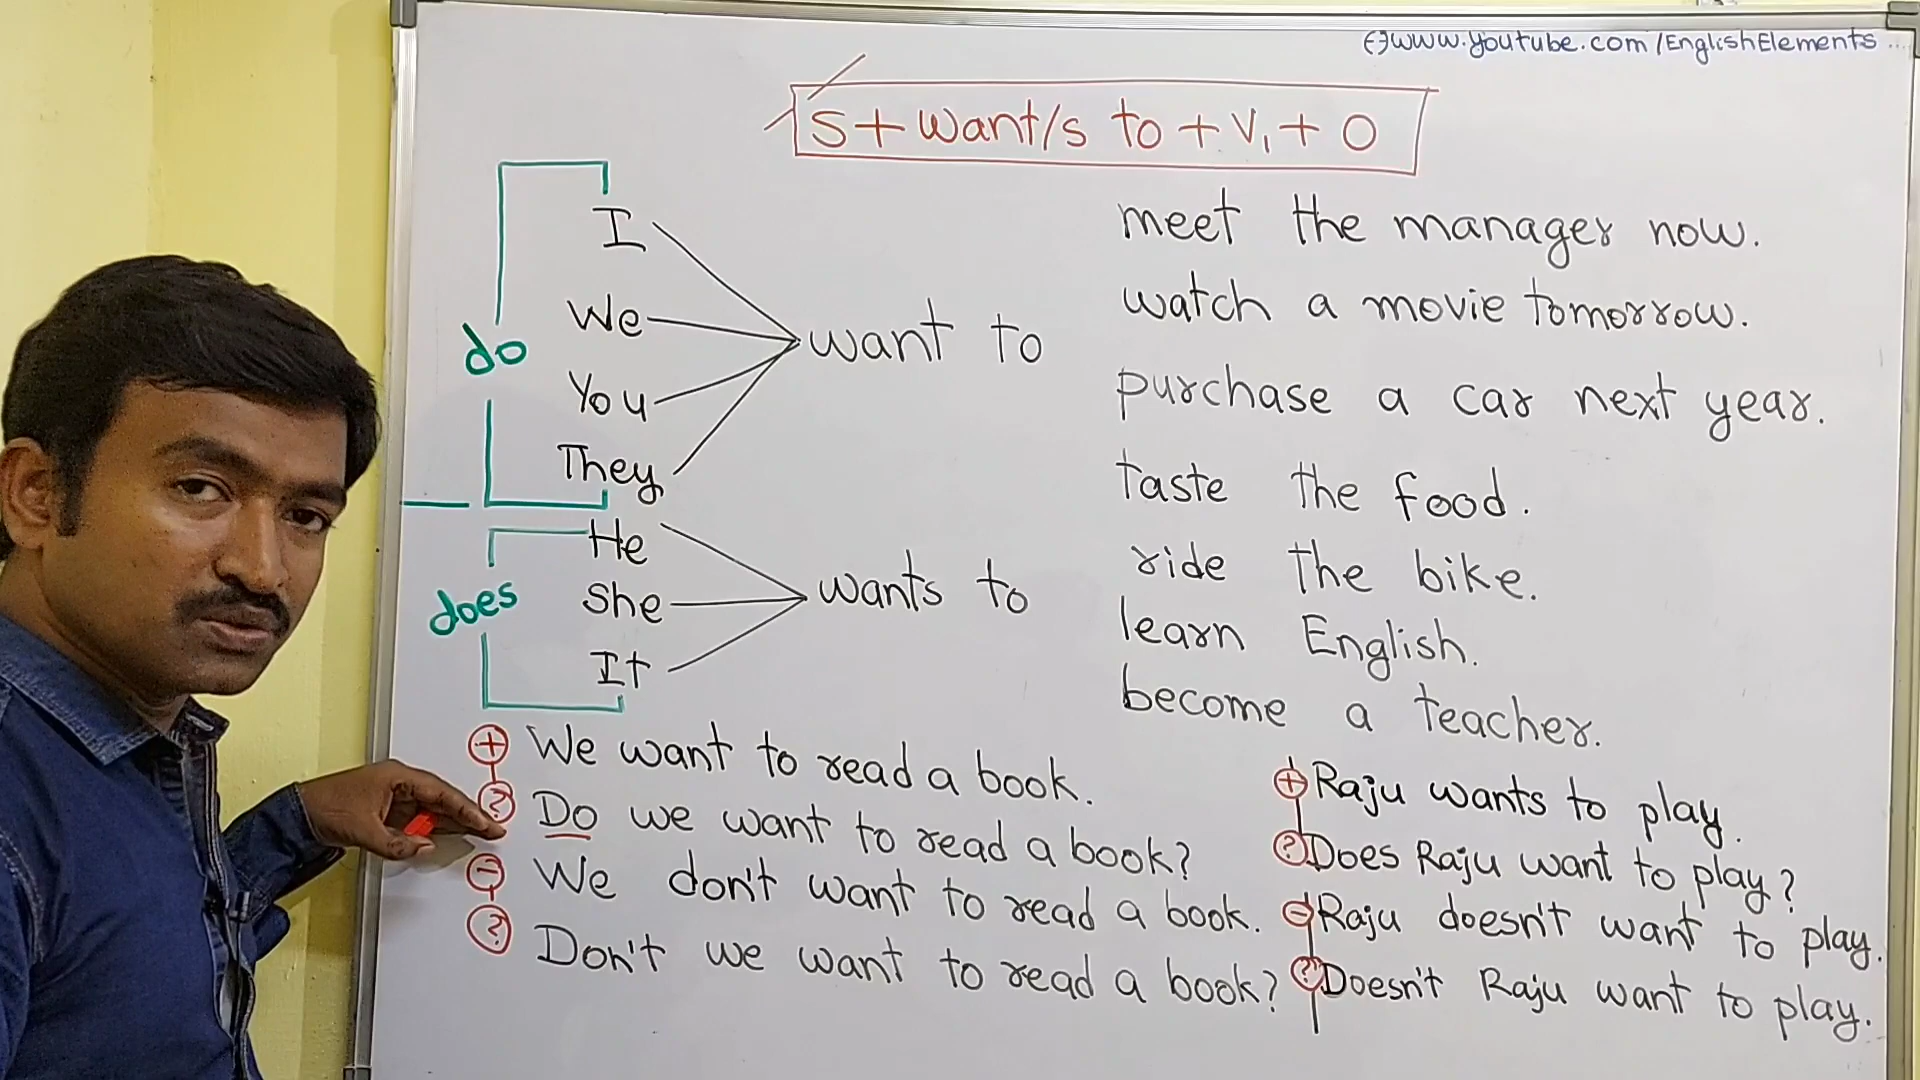 (-)www.Youtube.com/EnglishElements ...
S + want/s to + V₁ + O
do
I
We
You
They
want to
does
He
She
It
wants to
meet the manager now.
watch a movie tomorrow.
purchase a car next year.
taste the food.
ride the bike.
learn English.
become a teacher.
+ We want to read a book.
? Do we want to read a book?
- We don't want to read a book.
? Don't we want to read a book?
+ Raju wants to play.
? Does Raju want to play?
- Raju doesn't want to play.
? Doesn't Raju want to play.